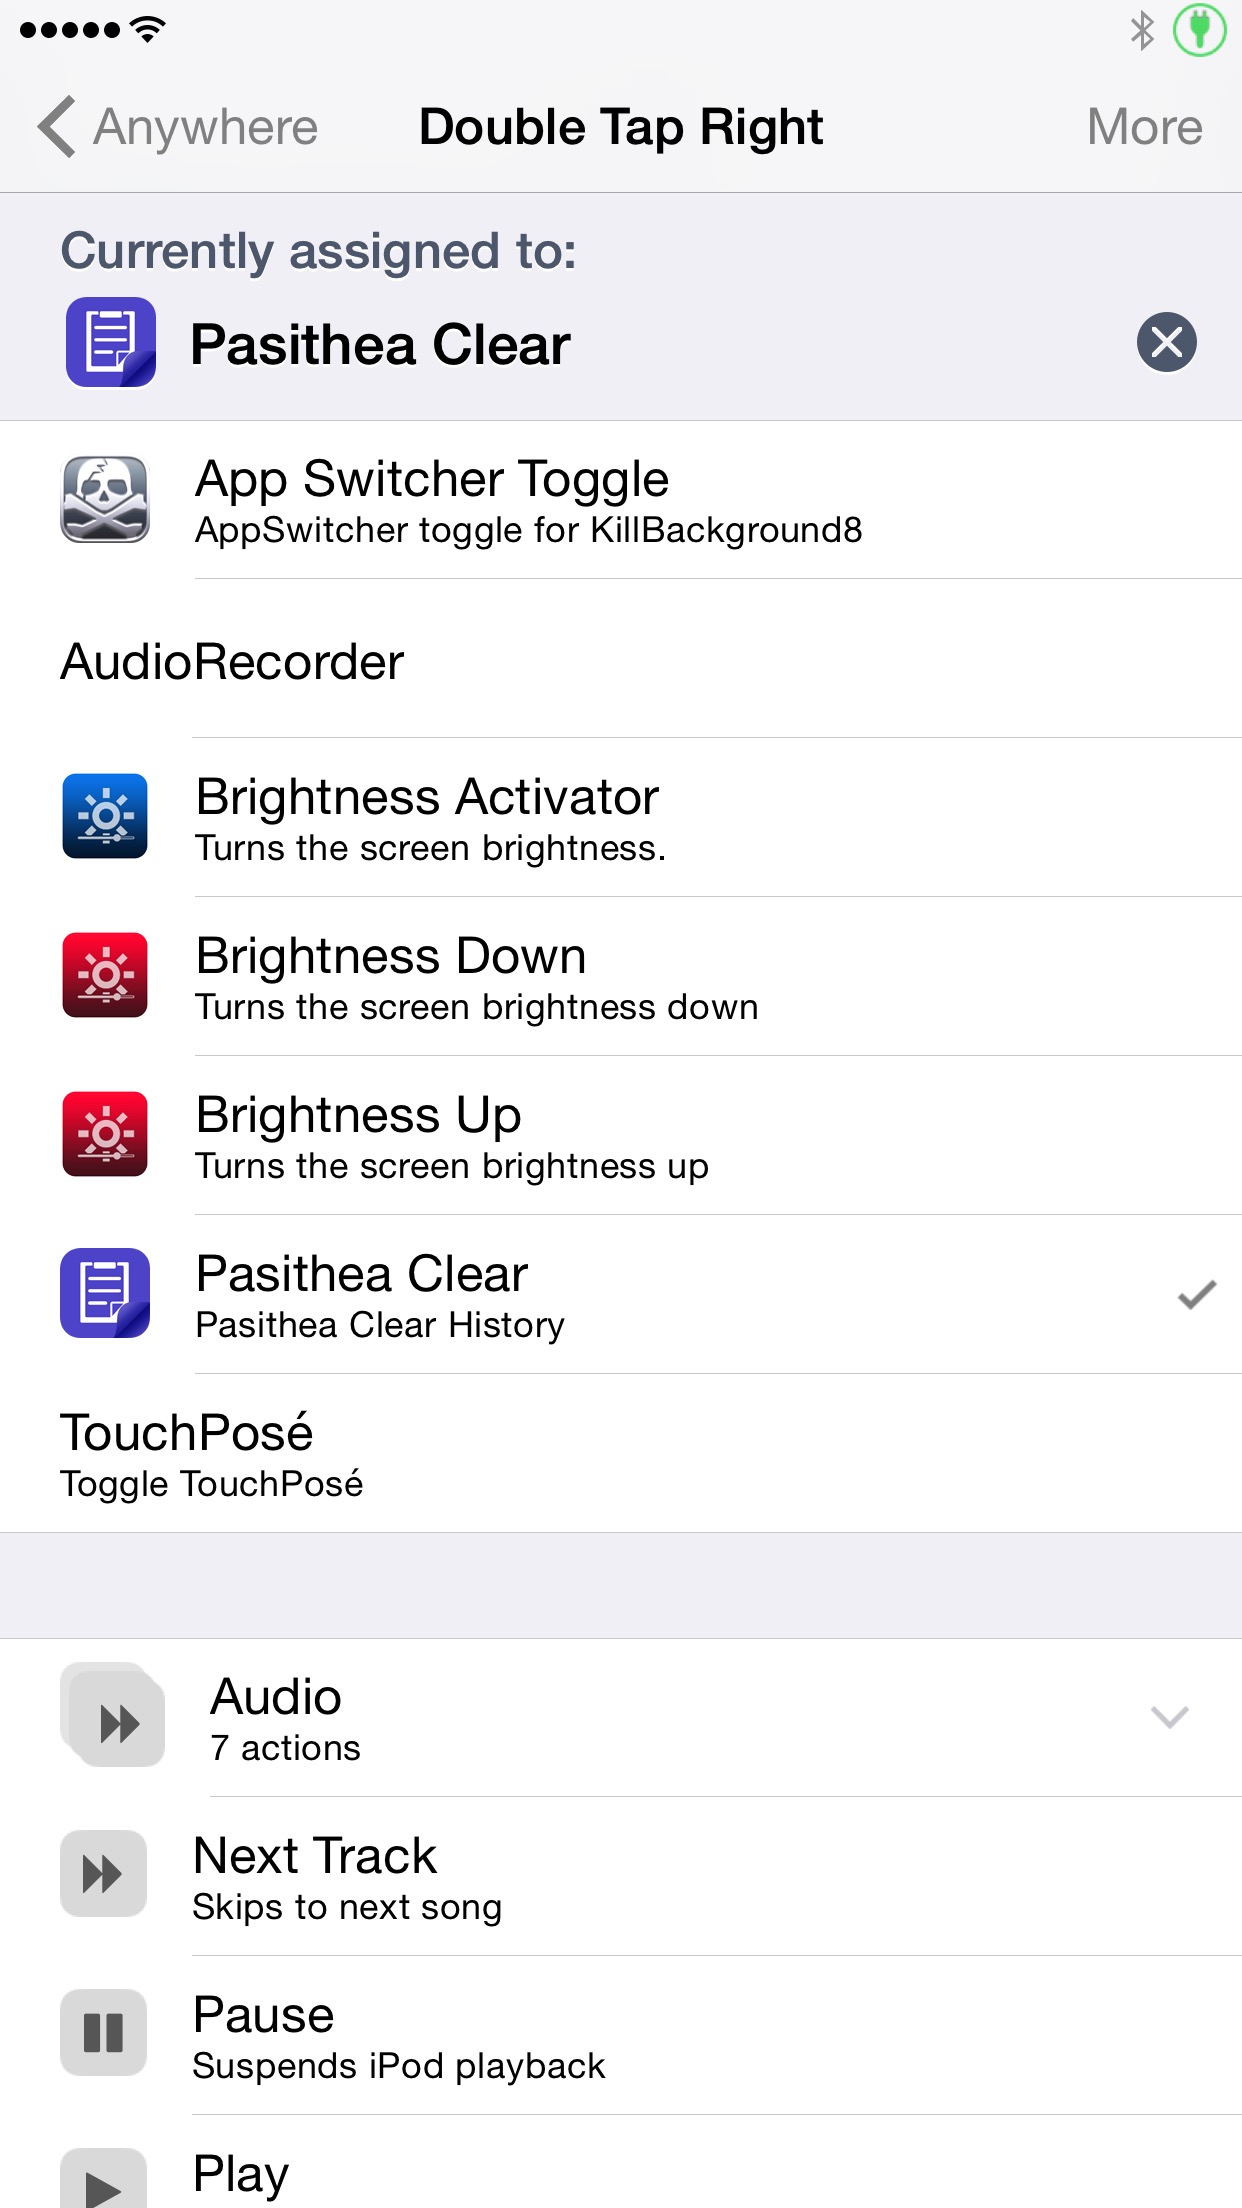 Anywhere
Double Tap Right
More
Currently assigned to:
Pasithea Clear
App Switcher Toggle
AppSwitcher toggle for KillBackground8
AudioRecorder
Brightness Activator
Turns the screen brightness.
Brightness Down
Turns the screen brightness down
Brightness Up
Turns the screen brightness up
Pasithea Clear
Pasithea Clear History
TouchPosé
Toggle TouchPosé
Audio
7 actions
Next Track
Skips to next song
Pause
Suspends iPod playback
Play